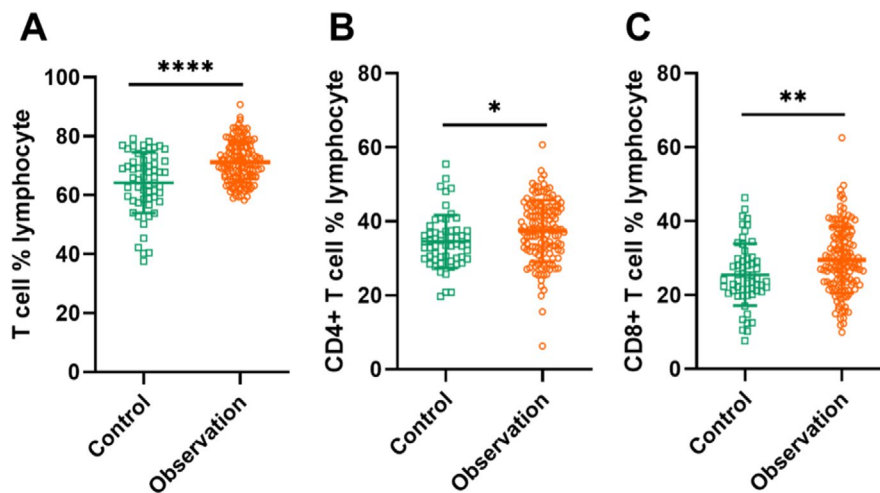 A
T cell % lymphocyte
100
80
60
40
20
0
****
Control
Observation
B
CD4+ T cell % lymphocyte
80
60
40
20
0
*
Control
Observation
C
CD8+ T cell % lymphocyte
80
60
40
20
0
**
Control
Observation